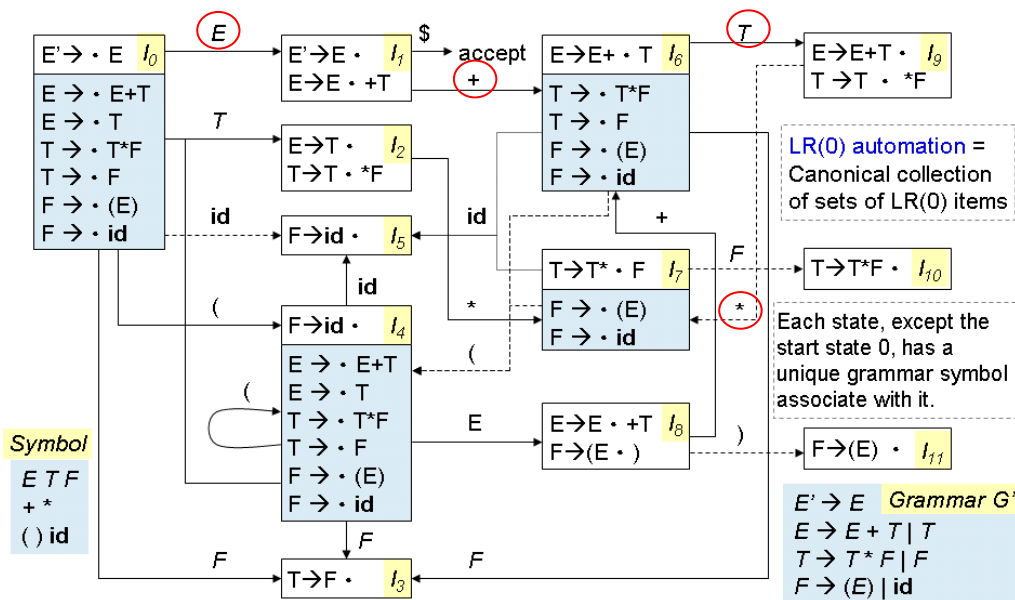 E'→ · E I0
E → · E+T
E → · T
T → · T*F
T → · F
F → · (E)
F → · id
E
E'→E · I1
E→E · +T
$
accept
+
E→E+ · T I6
T → · T*F
T → · F
F → · (E)
F → · id
T
E→E+T · I9
T→T · *F
T
E→T · I2
T→T · *F
LR(0) automation =
Canonical collection
of sets of LR(0) items
id
F→id · I5
id
+
T→T* · F I7
F → · (E)
F → · id
F
T→T*F · I10
id
(
F→id · I4
E → · E+T
E → · T
T → · T*F
T → · F
F → · (E)
F → · id
*
*
(
(
Each state, except the
start state 0, has a
unique grammar symbol
associate with it.
E
E→E · +T I8
F→(E · )
)
F→(E) · I11
Symbol
E T F
+ *
( ) id
F
F
T→F · I3
Grammar G'
E' → E
E → E + T | T
T → T * F | F
F → (E) | id